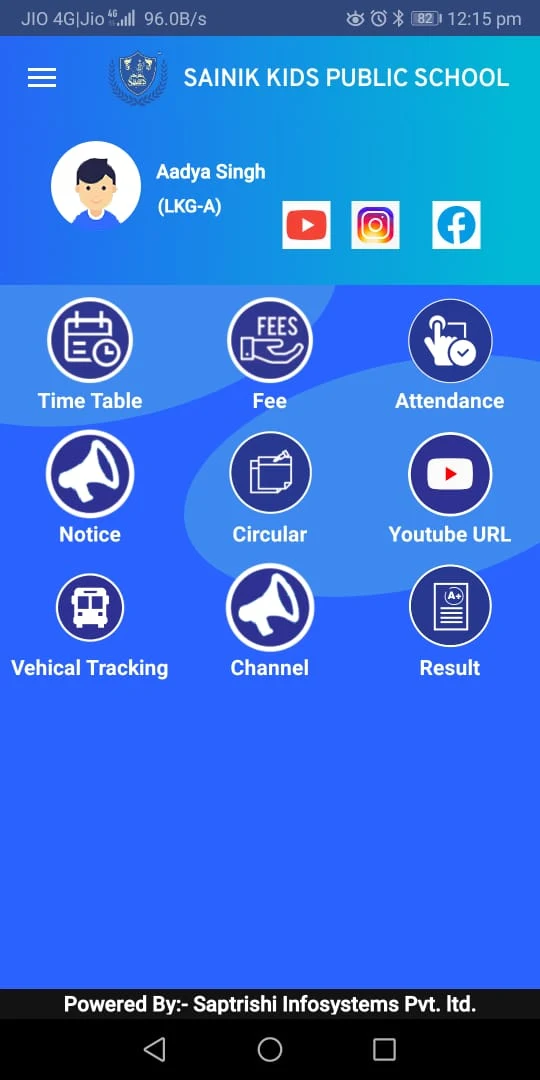 JIO 4G|Jio 4G 96.0B/s 82 12:15 pm
SAINIK KIDS PUBLIC SCHOOL
Aadya Singh
(LKG-A)
FEES
Time Table Fee Attendance
Notice Circular Youtube URL
A+
Vehical Tracking Channel Result
Powered By:- Saptrishi Infosystems Pvt. ltd.